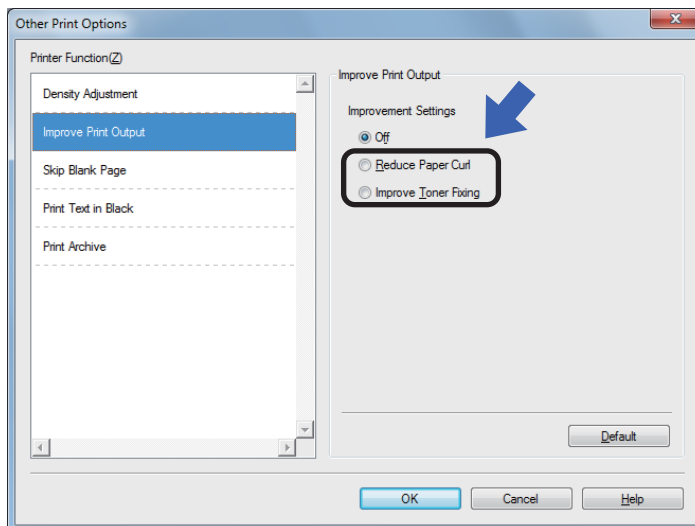 Other Print Options
Printer Function(Z)
Density Adjustment
Improve Print Output
Skip Blank Page
Print Text in Black
Print Archive
Improve Print Output
Improvement Settings
Off
Reduce Paper Curl
Improve Toner Fixing
Default
OK
Cancel
Help